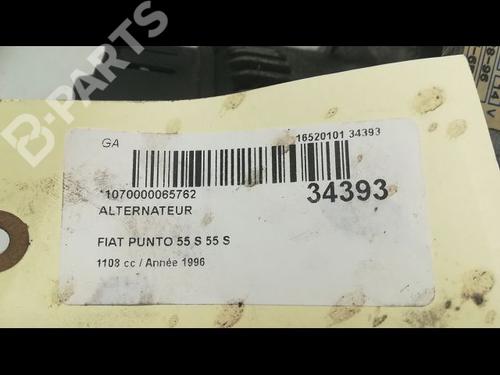 B-PARTS
GA
16520101 34393
*1070000065762
34393
ALTERNATEUR
FIAT PUNTO 55 S 55 S
1108 cc / Année 1996